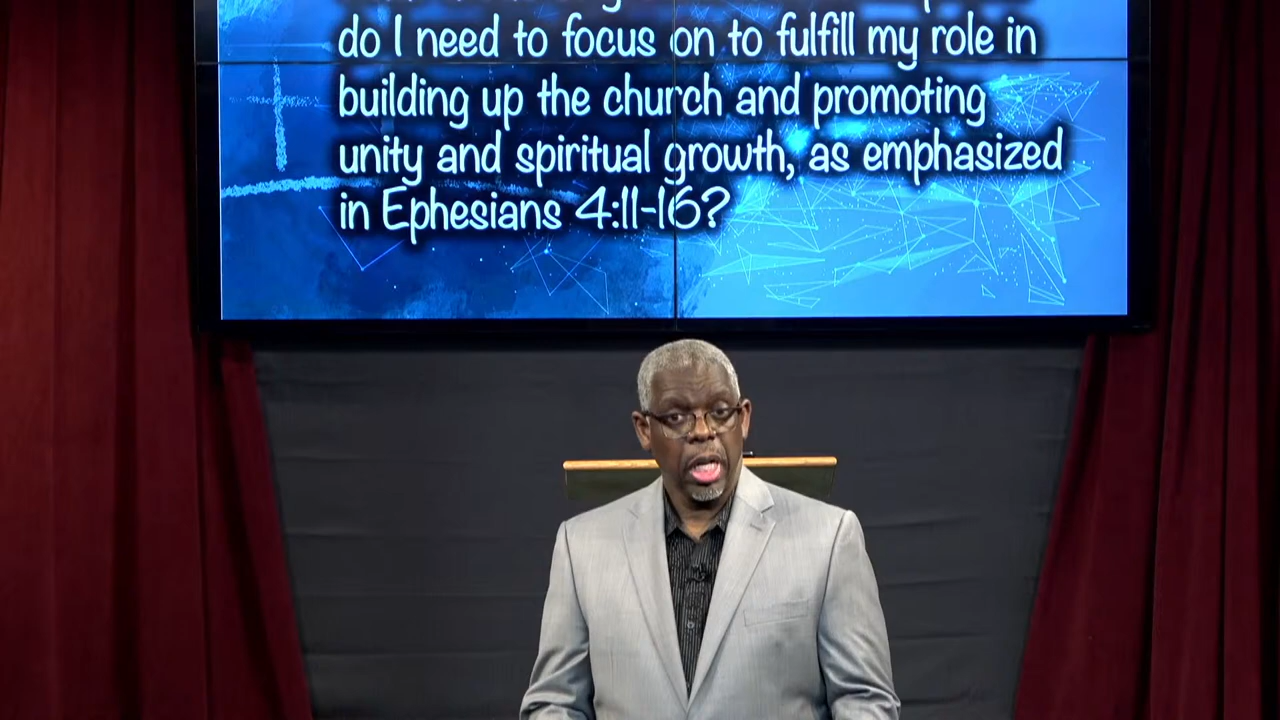 do I need to focus on to fulfill my role in
building up the church and promoting
unity and spiritual growth, as emphasized
in Ephesians 4:11-16?